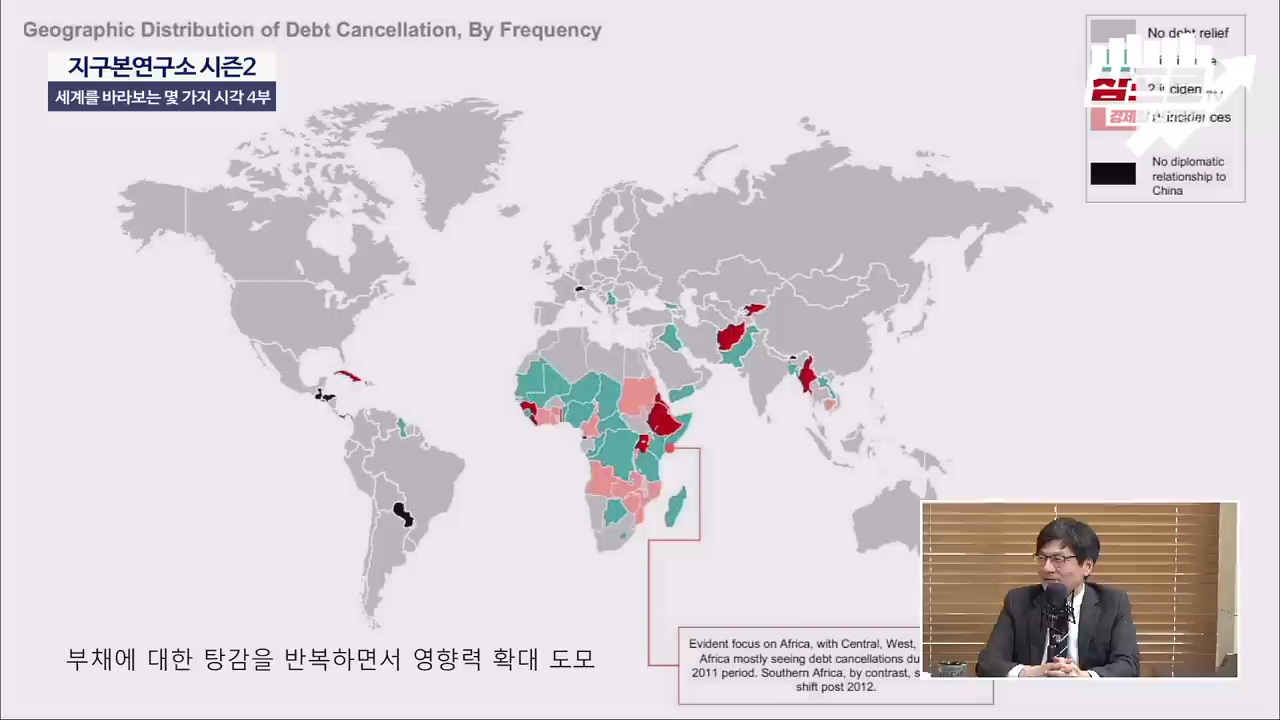 Geographic Distribution of Debt Cancellation, By Frequency
지구본연구소 시즌2
세계를 바라보는 몇 가지 시각 4부
No debt relief
No diplomatic
relationship to
China
부채에 대한 탕감을 반복하면서 영향력 확대 도모
Evident focus on Africa, with Central, West,
Africa mostly seeing debt cancellations
2011 period. Southern Africa, by contrast,
shift post 2012.